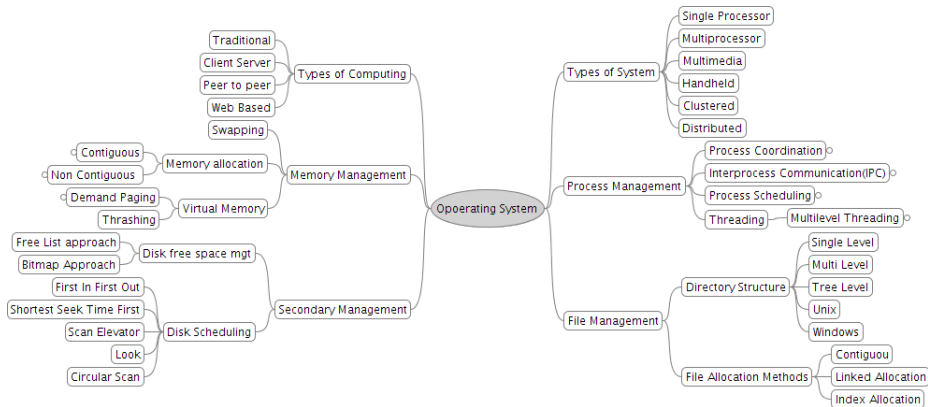 Opoerating System
Types of Computing
Traditional
Client Server
Peer to peer
Web Based
Memory Management
Swapping
Memory allocation
Contiguous
Non Contiguous
Virtual Memory
Demand Paging
Thrashing
Secondary Management
Disk free space mgt
Free List approach
Bitmap Approach
Disk Scheduling
First In First Out
Shortest Seek Time First
Scan Elevator
Look
Circular Scan
Types of System
Single Processor
Multiprocessor
Multimedia
Handheld
Clustered
Distributed
Process Management
Process Coordination
Interprocess Communication(IPC)
Process Scheduling
Threading
Multilevel Threading
File Management
Directory Structure
Single Level
Multi Level
Tree Level
Unix
Windows
File Allocation Methods
Contiguou
Linked Allocation
Index Allocation